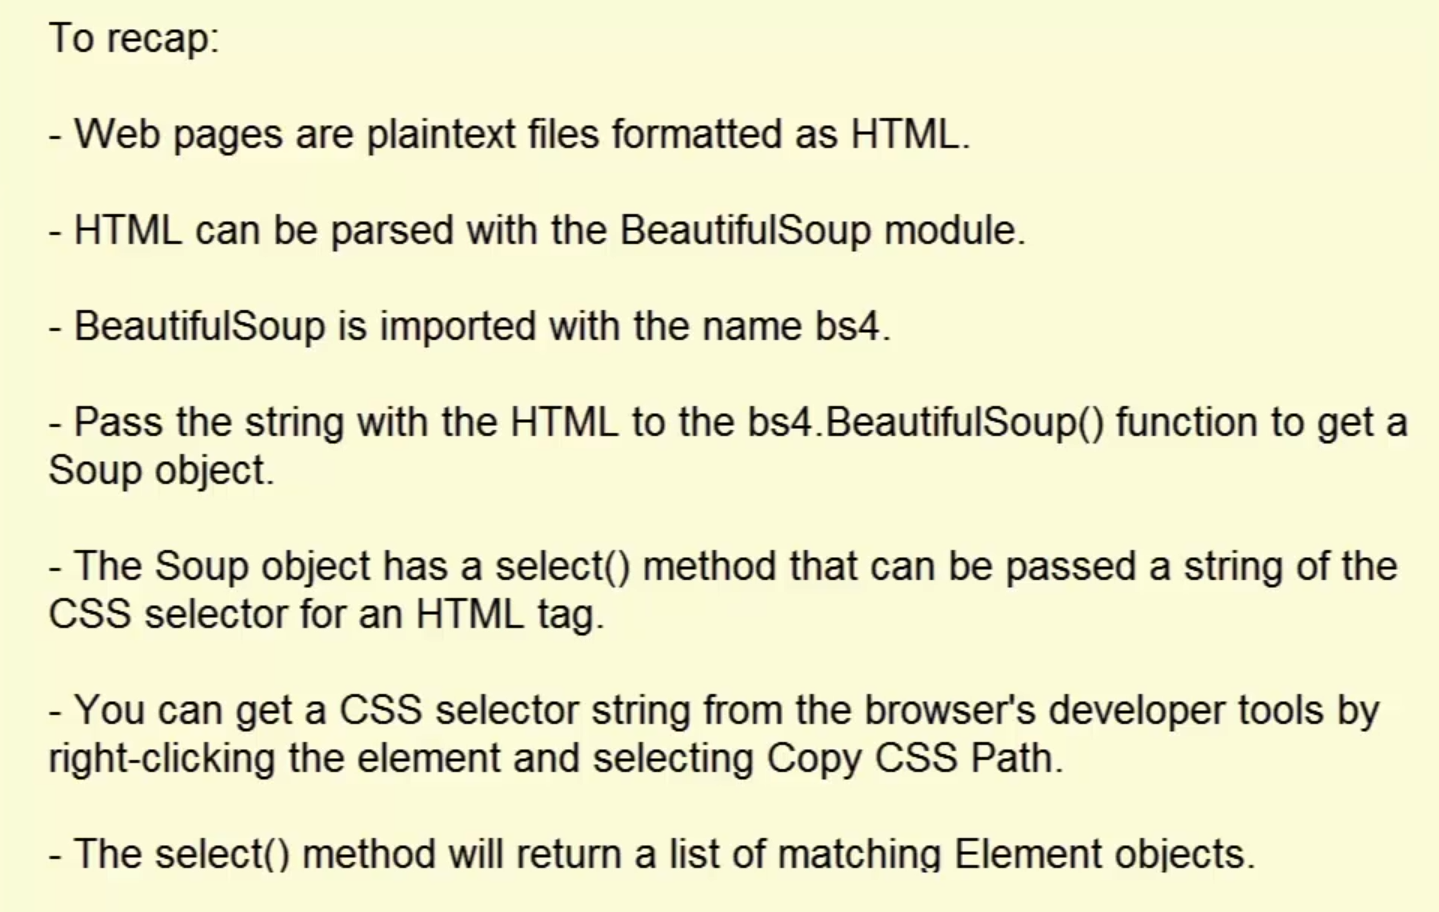 To recap:
- Web pages are plaintext files formatted as HTML.
- HTML can be parsed with the BeautifulSoup module.
- BeautifulSoup is imported with the name bs4.
- Pass the string with the HTML to the bs4.BeautifulSoup() function to get a
Soup object.
- The Soup object has a select() method that can be passed a string of the
CSS selector for an HTML tag.
- You can get a CSS selector string from the browser's developer tools by
right-clicking the element and selecting Copy CSS Path.
- The select() method will return a list of matching Element objects.